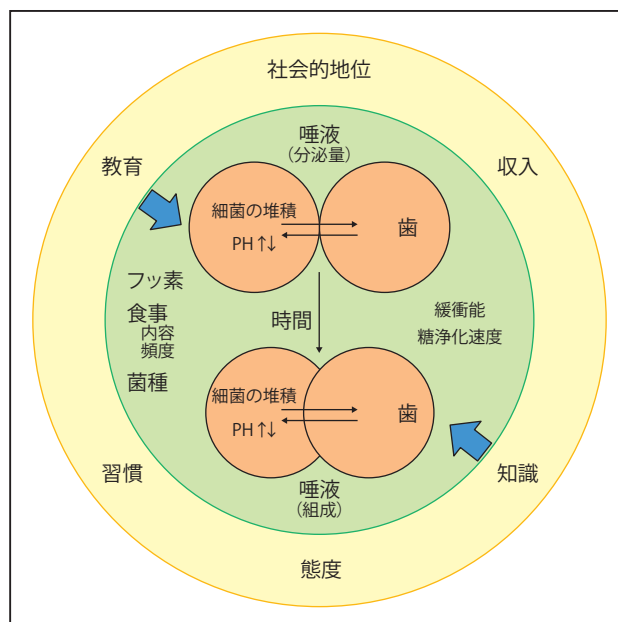 社会的地位
教育
収入
唾液
(分泌量)
細菌の堆積
PH↑↓
歯
フッ素
食事
内容
頻度
菌種
時間
緩衝能
糖浄化速度
細菌の堆積
PH↑↓
歯
唾液
(組成)
習慣
知識
態度